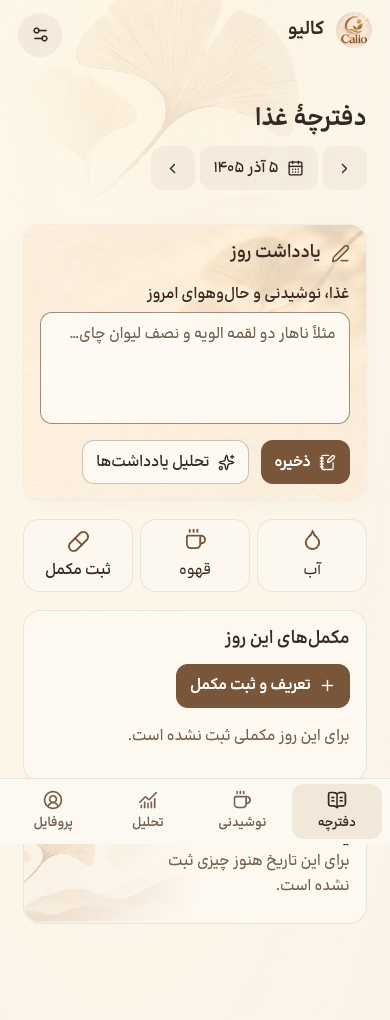 کالیو
Calio
دفترچهٔ غذا
۵ آذر ۱۴۰۵
یادداشت روز
غذا، نوشیدنی و حال‌وهوای امروز
مثلاً ناهار دو لقمه الویه و نصف لیوان چای…
ذخیره
تحلیل یادداشت‌ها
آب
قهوه
ثبت مکمل
مکمل‌های این روز
تعریف و ثبت مکمل
برای این روز مکملی ثبت نشده است.
دفترچه
نوشیدنی
تحلیل
پروفایل
برای این تاریخ هنوز چیزی ثبت
نشده است.